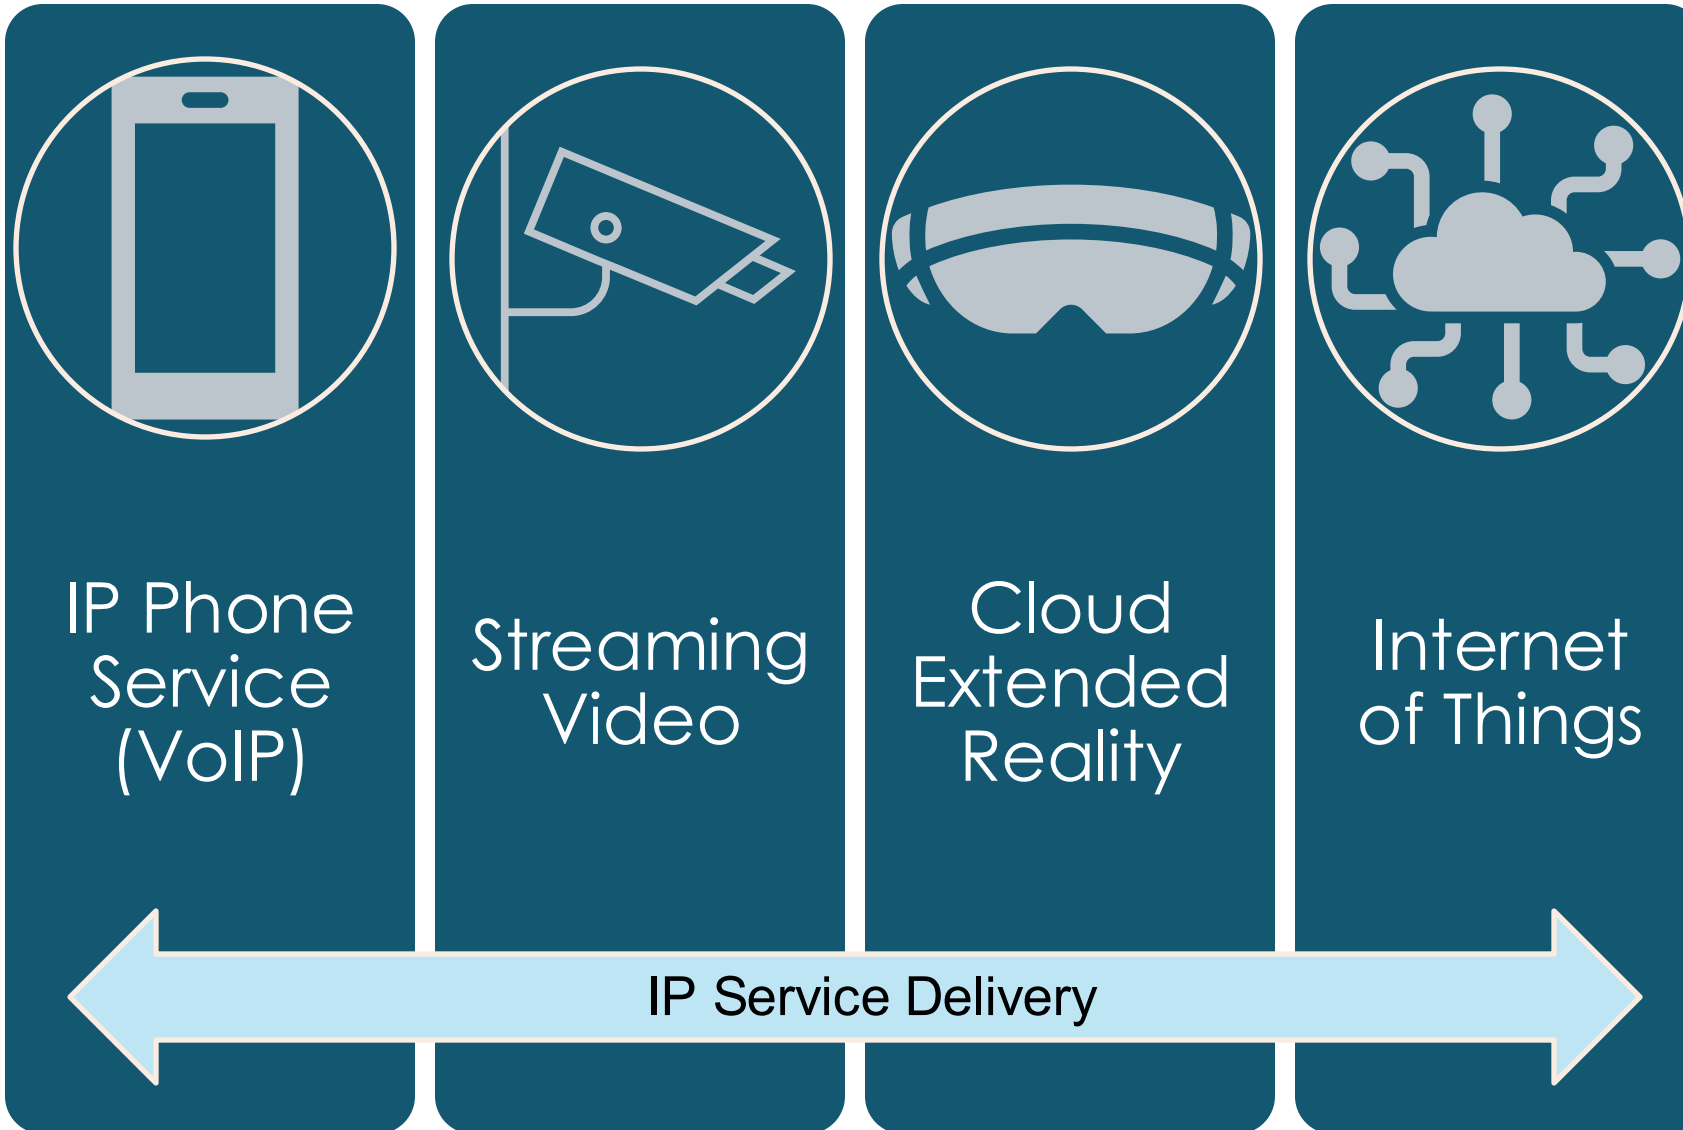 IP Phone
Service
(VoIP)
Streaming
Video
Cloud
Extended
Reality
Internet
of Things
IP Service Delivery